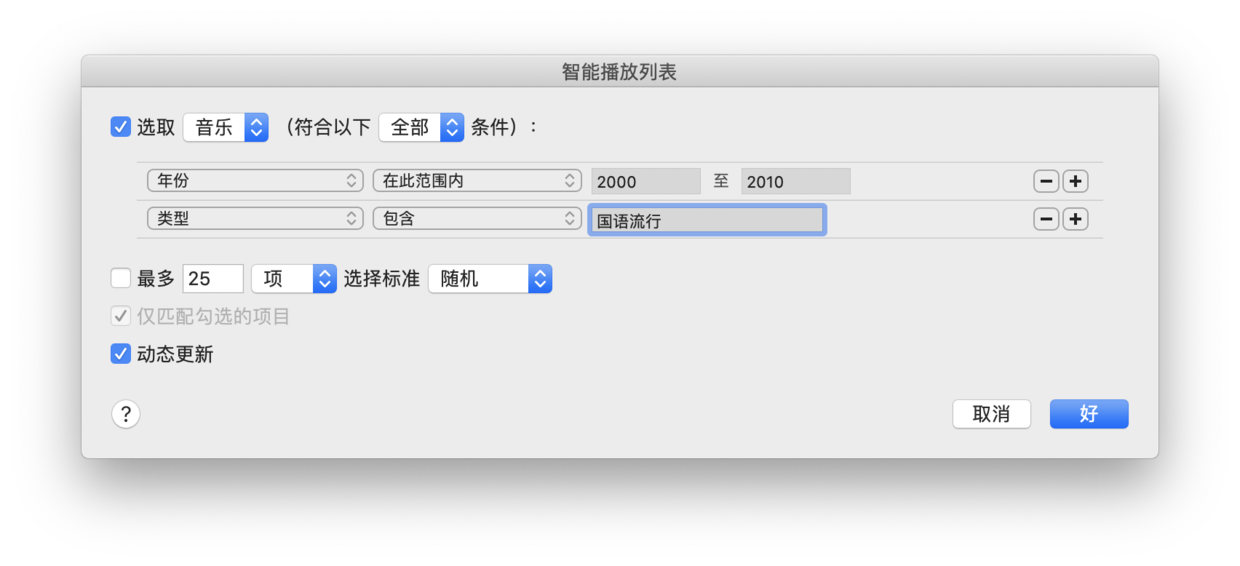 智能播放列表
选取 音乐 （符合以下 全部 条件）：
年份 在此范围内 2000 至 2010
类型 包含 国语流行
最多 25 项 选择标准 随机
仅匹配勾选的项目
动态更新
? 取消 好